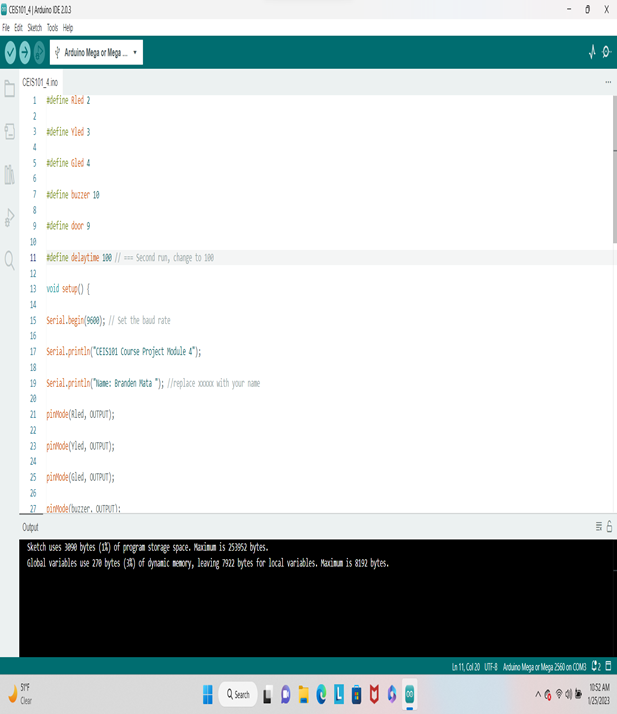 CEIS101_4 | Arduino IDE 2.0.3
File Edit Sketch Tools Help
Arduino Mega or Mega ...
CEIS101_4.ino
1 #define Rled 2
2
3 #define Yled 3
4
5 #define Gled 4
6
7 #define buzzer 10
8
9 #define door 9
10
11 #define delaytime 100 // === Second run, change to 100
12
13 void setup() {
14
15 Serial.begin(9600); // Set the baud rate
16
17 Serial.println("CEIS101 Course Project Module 4");
18
19 Serial.println("Name: Branden Mata "); //replace xxxxx with your name
20
21 pinMode(Rled, OUTPUT);
22
23 pinMode(Yled, OUTPUT);
24
25 pinMode(Gled, OUTPUT);
26
27 pinMode(buzzer, OUTPUT);
Output
Sketch uses 3090 bytes (1%) of program storage space. Maximum is 253952 bytes.
Global variables use 270 bytes (3%) of dynamic memory, leaving 7922 bytes for local variables. Maximum is 8192 bytes.
Ln 11, Col 20 UTF-8 Arduino Mega or Mega 2560 on COM3 2
51°F
Clear
Search
10:52 AM
1/25/2023